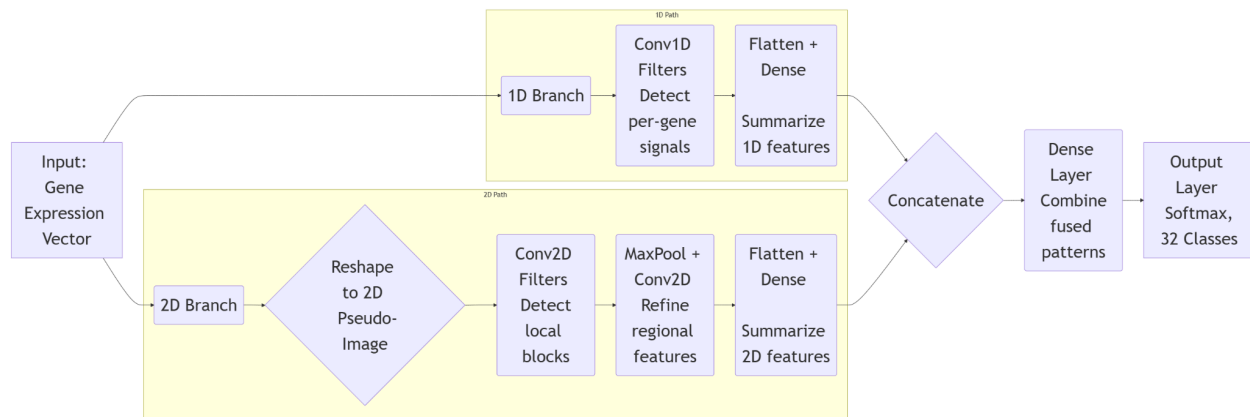 Input:
Gene
Expression
Vector
1D Path
1D Branch
Conv1D
Filters
Detect
per-gene
signals
Flatten +
Dense
Summarize
1D features
2D Path
2D Branch
Reshape
to 2D
Pseudo-
Image
Conv2D
Filters
Detect
local
blocks
MaxPool +
Conv2D
Refine
regional
features
Flatten +
Dense
Summarize
2D features
Concatenate
Dense
Layer
Combine
fused
patterns
Output
Layer
Softmax,
32 Classes